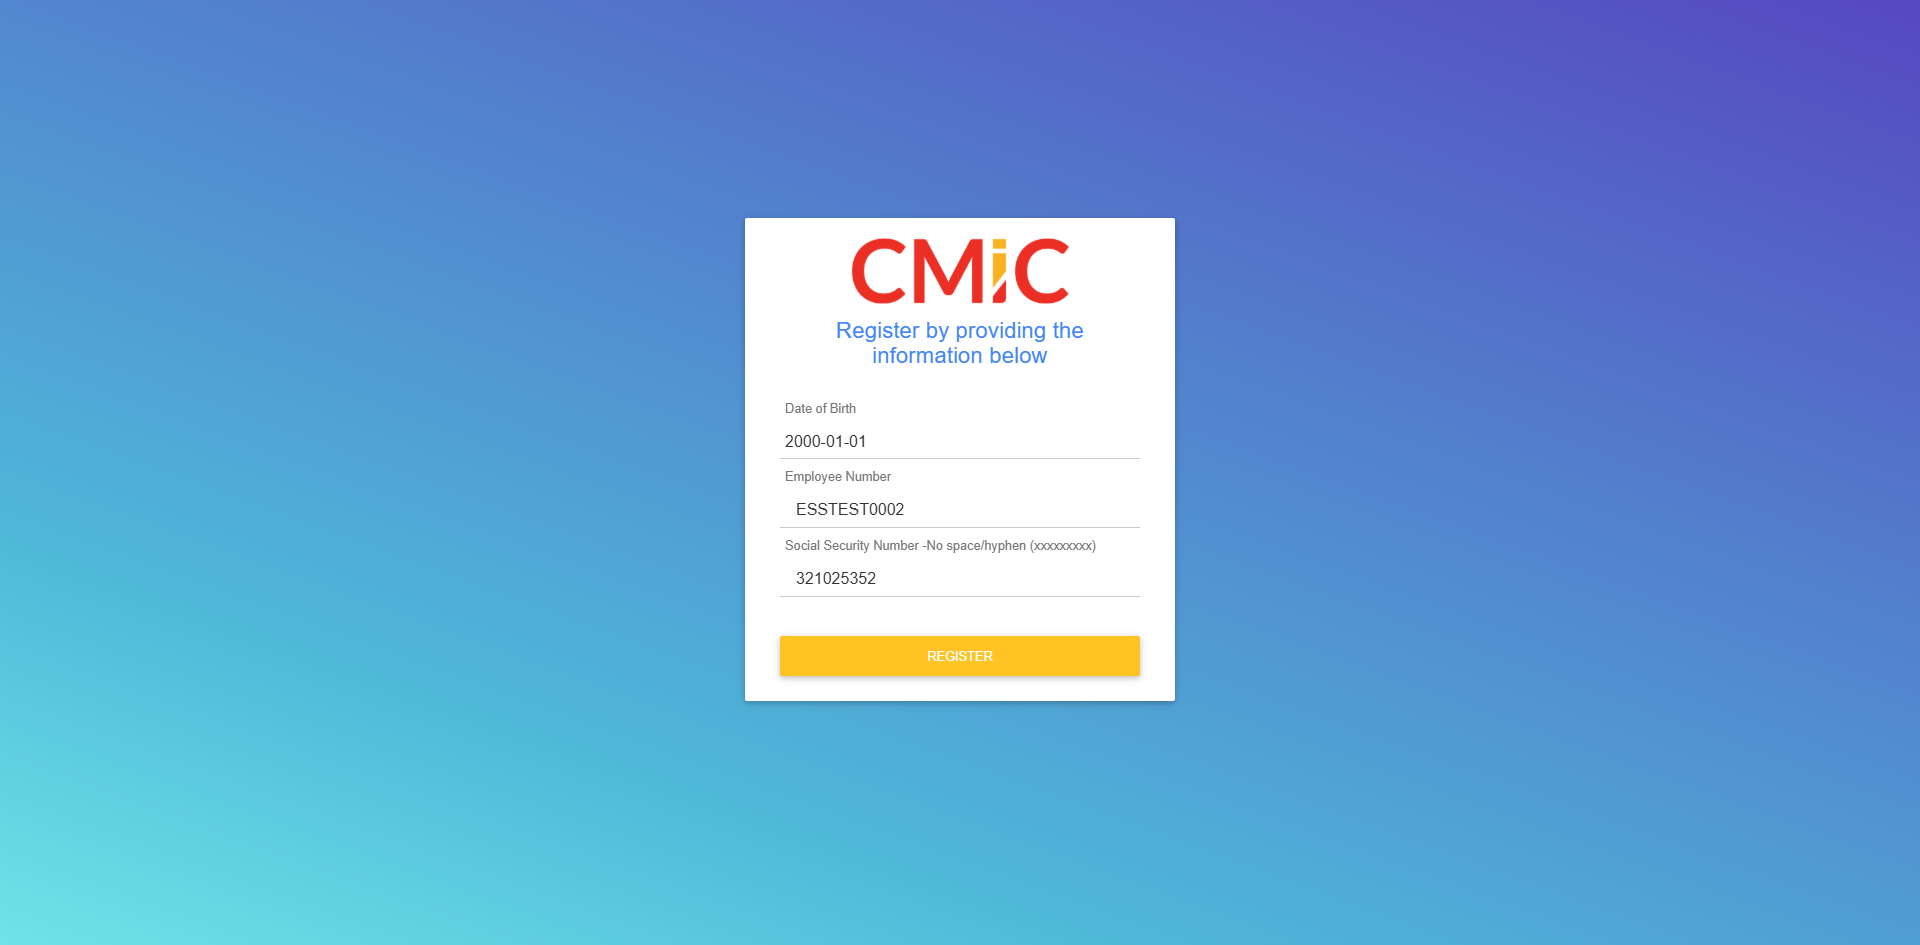 CMiC
Register by providing the
information below
Date of Birth
2000-01-01
Employee Number
ESSTEST0002
Social Security Number -No space/hyphen (xxxxxxxxx)
321025352
REGISTER